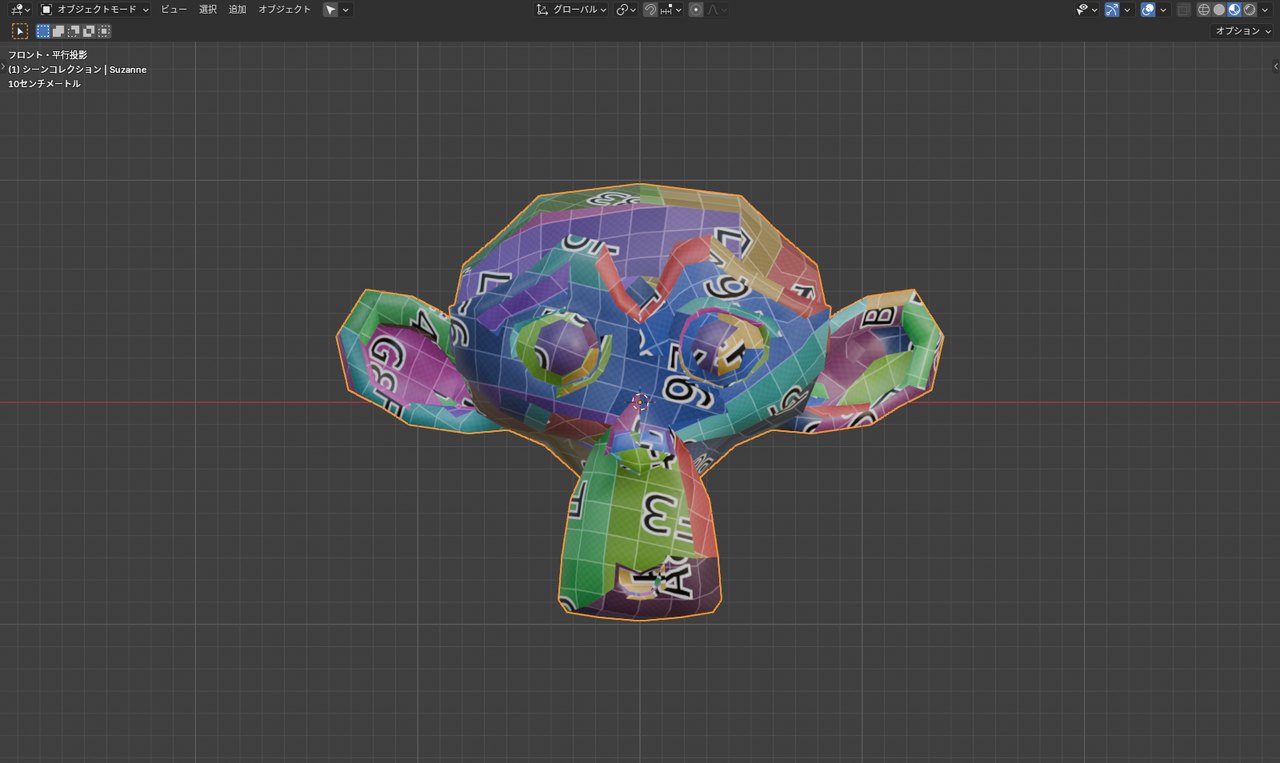 オブジェクトモード ビュー 選択 追加 オブジェクト グローバル
オプション
フロント・平行投影
(1) シーンコレクション | Suzanne
10センチメートル